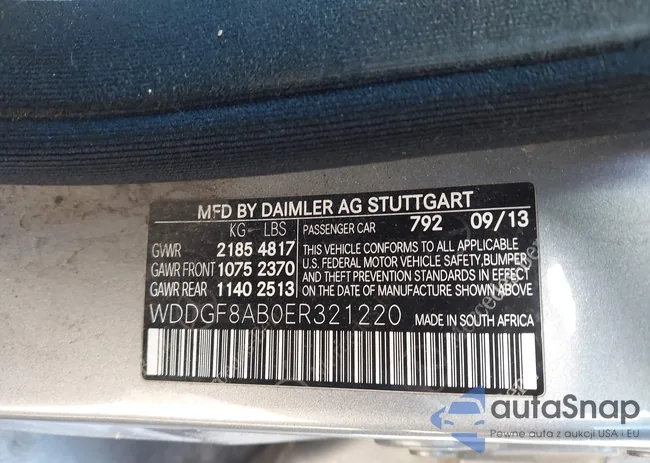 MFD BY DAIMLER AG STUTTGART
KG LBS PASSENGER CAR 792 09/13
GVWR 2185 4817
GAWR FRONT 1075 2370
GAWR REAR 1140 2513
THIS VEHICLE CONFORMS TO ALL APPLICABLE
U.S. FEDERAL MOTOR VEHICLE SAFETY, BUMPER,
AND THEFT PREVENTION STANDARDS IN EFFECT
ON THE DATE OF MANUFACTURE SHOWN ABOVE
WDDGF8AB0ER321220 MADE IN SOUTH AFRICA
autaSnap
Pewne auta z aukcji USA i EU